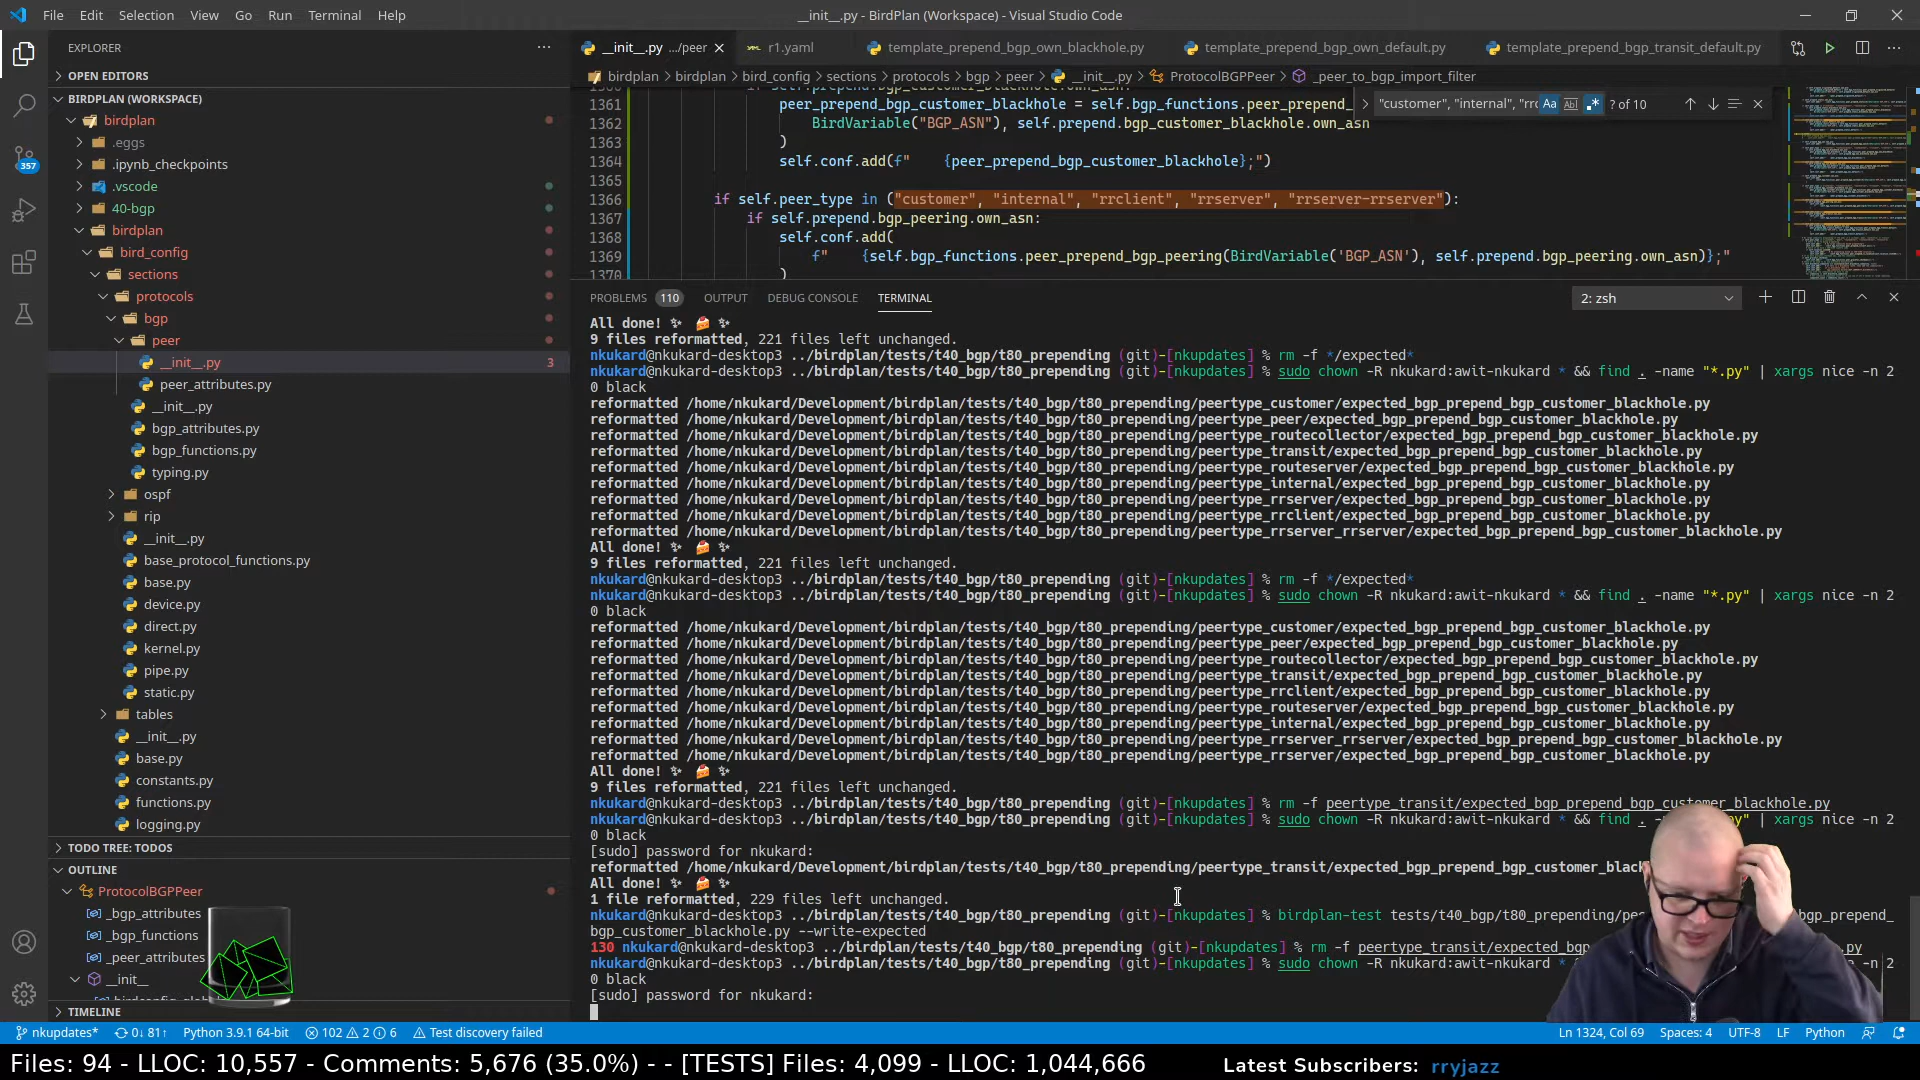 File Edit Selection View Go Run Terminal Help
__init__.py - BirdPlan (Workspace) - Visual Studio Code
EXPLORER
OPEN EDITORS
BIRDPLAN (WORKSPACE)
birdplan
.eggs
.ipynb_checkpoints
.vscode
40-bgp
birdplan
bird_config
sections
protocols
bgp
peer
__init__.py 3
peer_attributes.py
__init__.py
bgp_attributes.py
bgp_functions.py
typing.py
ospf
rip
__init__.py
base_protocol_functions.py
base.py
device.py
direct.py
kernel.py
pipe.py
static.py
tables
__init__.py
base.py
constants.py
functions.py
logging.py
TODO TREE: TODOS
OUTLINE
ProtocolBGPPeer
_bgp_attributes
_bgp_functions
_peer_attributes
__init__
TIMELINE
357
__init__.py .../peer
r1.yaml
template_prepend_bgp_own_blackhole.py
template_prepend_bgp_own_default.py
template_prepend_bgp_transit_default.py
birdplan > birdplan > bird_config > sections > protocols > bgp > peer > __init__.py > ProtocolBGPPeer > _peer_to_bgp_import_filter
"customer", "internal", "rrc Aa Abl .* ? of 10
1361 peer_prepend_bgp_customer_blackhole = self.bgp_functions.peer_prepend_
1362 BirdVariable("BGP_ASN"), self.prepend.bgp_customer_blackhole.own_asn
1363 )
1364 self.conf.add(f"    {peer_prepend_bgp_customer_blackhole};")
1365
1366 if self.peer_type in ("customer", "internal", "rrclient", "rrserver", "rrserver-rrserver"):
1367 if self.prepend.bgp_peering.own_asn:
1368 self.conf.add(
1369 f"    {self.bgp_functions.peer_prepend_bgp_peering(BirdVariable('BGP_ASN'), self.prepend.bgp_peering.own_asn)};"
1370 )
PROBLEMS 110 OUTPUT DEBUG CONSOLE TERMINAL
2: zsh
All done! ✨ 🍰 ✨
9 files reformatted, 221 files left unchanged.
nkukard@nkukard-desktop3 ../birdplan/tests/t40_bgp/t80_prepending (git)-[nkupdates] % rm -f */expected*
nkukard@nkukard-desktop3 ../birdplan/tests/t40_bgp/t80_prepending (git)-[nkupdates] % sudo chown -R nkukard:awit-nkukard * && find . -name "*.py" | xargs nice -n 2
0 black
reformatted /home/nkukard/Development/birdplan/tests/t40_bgp/t80_prepending/peertype_customer/expected_bgp_prepend_bgp_customer_blackhole.py
reformatted /home/nkukard/Development/birdplan/tests/t40_bgp/t80_prepending/peertype_peer/expected_bgp_prepend_bgp_customer_blackhole.py
reformatted /home/nkukard/Development/birdplan/tests/t40_bgp/t80_prepending/peertype_routecollector/expected_bgp_prepend_bgp_customer_blackhole.py
reformatted /home/nkukard/Development/birdplan/tests/t40_bgp/t80_prepending/peertype_transit/expected_bgp_prepend_bgp_customer_blackhole.py
reformatted /home/nkukard/Development/birdplan/tests/t40_bgp/t80_prepending/peertype_routeserver/expected_bgp_prepend_bgp_customer_blackhole.py
reformatted /home/nkukard/Development/birdplan/tests/t40_bgp/t80_prepending/peertype_internal/expected_bgp_prepend_bgp_customer_blackhole.py
reformatted /home/nkukard/Development/birdplan/tests/t40_bgp/t80_prepending/peertype_rrserver/expected_bgp_prepend_bgp_customer_blackhole.py
reformatted /home/nkukard/Development/birdplan/tests/t40_bgp/t80_prepending/peertype_rrclient/expected_bgp_prepend_bgp_customer_blackhole.py
reformatted /home/nkukard/Development/birdplan/tests/t40_bgp/t80_prepending/peertype_rrserver_rrserver/expected_bgp_prepend_bgp_customer_blackhole.py
All done! ✨ 🍰 ✨
9 files reformatted, 221 files left unchanged.
nkukard@nkukard-desktop3 ../birdplan/tests/t40_bgp/t80_prepending (git)-[nkupdates] % rm -f */expected*
nkukard@nkukard-desktop3 ../birdplan/tests/t40_bgp/t80_prepending (git)-[nkupdates] % sudo chown -R nkukard:awit-nkukard * && find . -name "*.py" | xargs nice -n 2
0 black
reformatted /home/nkukard/Development/birdplan/tests/t40_bgp/t80_prepending/peertype_customer/expected_bgp_prepend_bgp_customer_blackhole.py
reformatted /home/nkukard/Development/birdplan/tests/t40_bgp/t80_prepending/peertype_peer/expected_bgp_prepend_bgp_customer_blackhole.py
reformatted /home/nkukard/Development/birdplan/tests/t40_bgp/t80_prepending/peertype_routecollector/expected_bgp_prepend_bgp_customer_blackhole.py
reformatted /home/nkukard/Development/birdplan/tests/t40_bgp/t80_prepending/peertype_transit/expected_bgp_prepend_bgp_customer_blackhole.py
reformatted /home/nkukard/Development/birdplan/tests/t40_bgp/t80_prepending/peertype_rrclient/expected_bgp_prepend_bgp_customer_blackhole.py
reformatted /home/nkukard/Development/birdplan/tests/t40_bgp/t80_prepending/peertype_routeserver/expected_bgp_prepend_bgp_customer_blackhole.py
reformatted /home/nkukard/Development/birdplan/tests/t40_bgp/t80_prepending/peertype_internal/expected_bgp_prepend_bgp_customer_blackhole.py
reformatted /home/nkukard/Development/birdplan/tests/t40_bgp/t80_prepending/peertype_rrserver_rrserver/expected_bgp_prepend_bgp_customer_blackhole.py
reformatted /home/nkukard/Development/birdplan/tests/t40_bgp/t80_prepending/peertype_rrserver/expected_bgp_prepend_bgp_customer_blackhole.py
All done! ✨ 🍰 ✨
9 files reformatted, 221 files left unchanged.
nkukard@nkukard-desktop3 ../birdplan/tests/t40_bgp/t80_prepending (git)-[nkupdates] % rm -f peertype_transit/expected_bgp_prepend_bgp_customer_blackhole.py
nkukard@nkukard-desktop3 ../birdplan/tests/t40_bgp/t80_prepending (git)-[nkupdates] % sudo chown -R nkukard:awit-nkukard * && find . y" | xargs nice -n 2
0 black
[sudo] password for nkukard:
reformatted /home/nkukard/Development/birdplan/tests/t40_bgp/t80_prepending/peertype_transit/expected_bgp_prepend_bgp_customer_blac
All done! ✨ 🍰 ✨
1 file reformatted, 229 files left unchanged.
nkukard@nkukard-desktop3 ../birdplan/tests/t40_bgp/t80_prepending (git)-[nkupdates] % birdplan-test tests/t40_bgp/t80_prepending/pee bgp_prepend_
bgp_customer_blackhole.py --write-expected
130 nkukard@nkukard-desktop3 ../birdplan/tests/t40_bgp/t80_prepending (git)-[nkupdates] % rm -f peertype_transit/expected_bgp .py
nkukard@nkukard-desktop3 ../birdplan/tests/t40_bgp/t80_prepending (git)-[nkupdates] % sudo chown -R nkukard:awit-nkukard * -n 2
0 black
[sudo] password for nkukard:
nkupdates* 0↓ 81↑ Python 3.9.1 64-bit 102 2 6 Test discovery failed
Ln 1324, Col 69 Spaces: 4 UTF-8 LF Python
Files: 94 - LLOC: 10,557 - Comments: 5,676 (35.0%) - - [TESTS] Files: 4,099 - LLOC: 1,044,666
Latest Subscribers: rryjazz